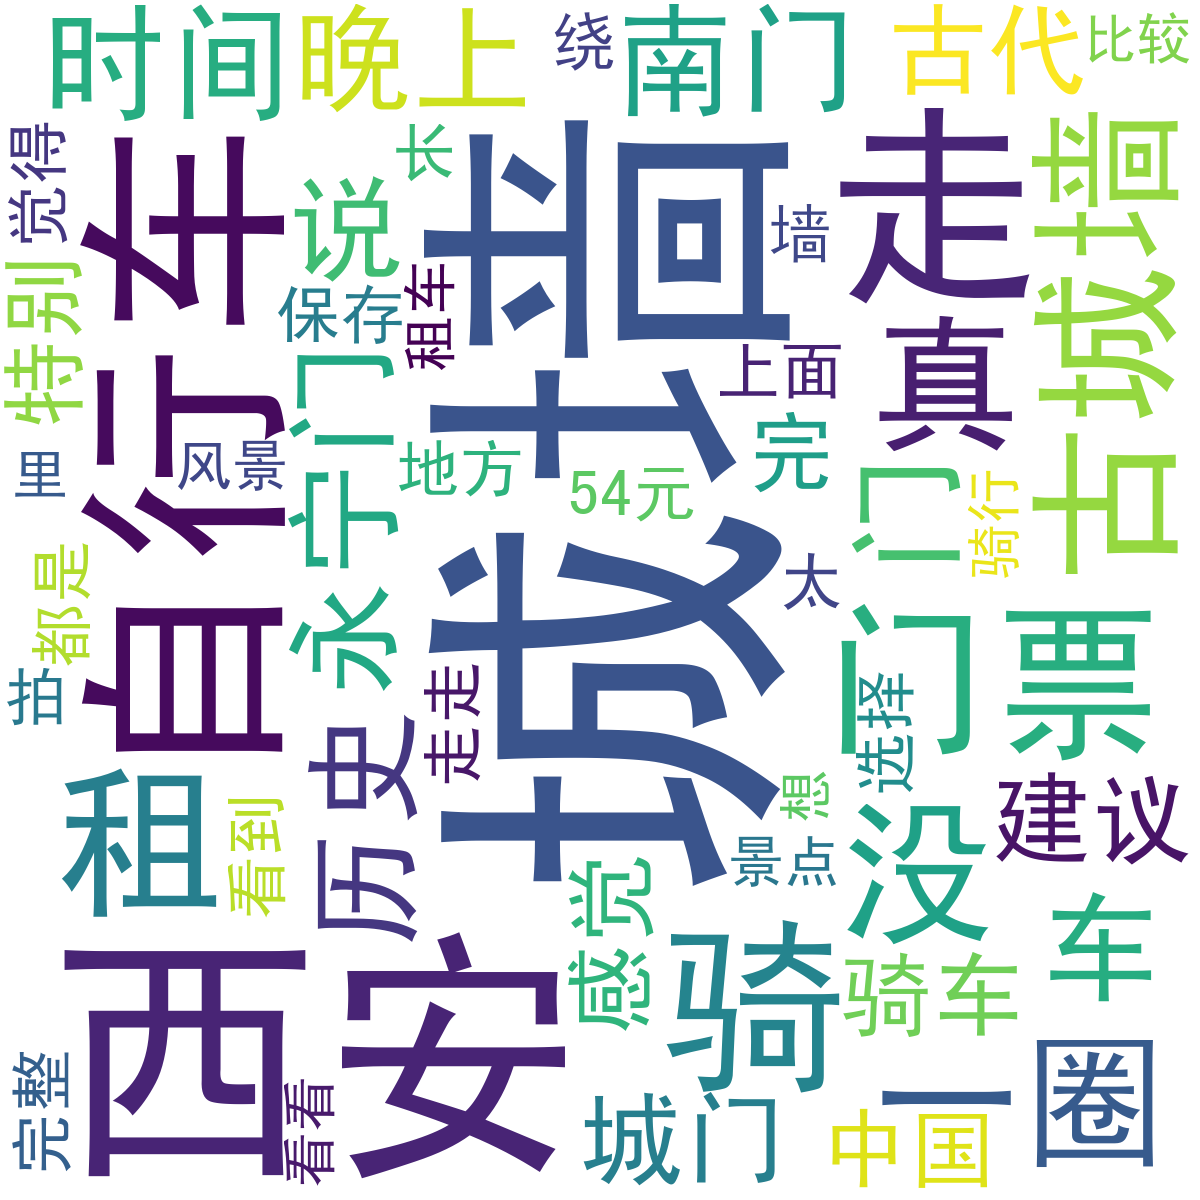 时间
晚上
绕
南门
古代
比较
觉得
自行车
说
长
城墙
墙
走
古城墙
特别
保存
租车
上面
真
里
风景
永宁门
地方
54元
完
门
骑行
都是
太
拍
历史
走走
门票
选择
租
看到
想
没
建议
感觉
景点
西安
骑
骑车
车
完整
看看
城门
中国
一圈